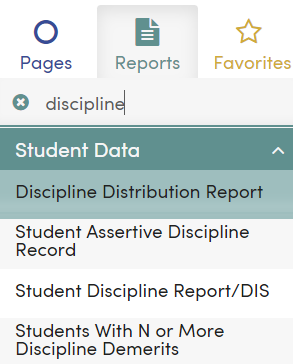 Pages
Reports
Favorites
discipline
Student Data
Discipline Distribution Report
Student Assertive Discipline
Record
Student Discipline Report/DIS
Students With N or More
Discipline Demerits